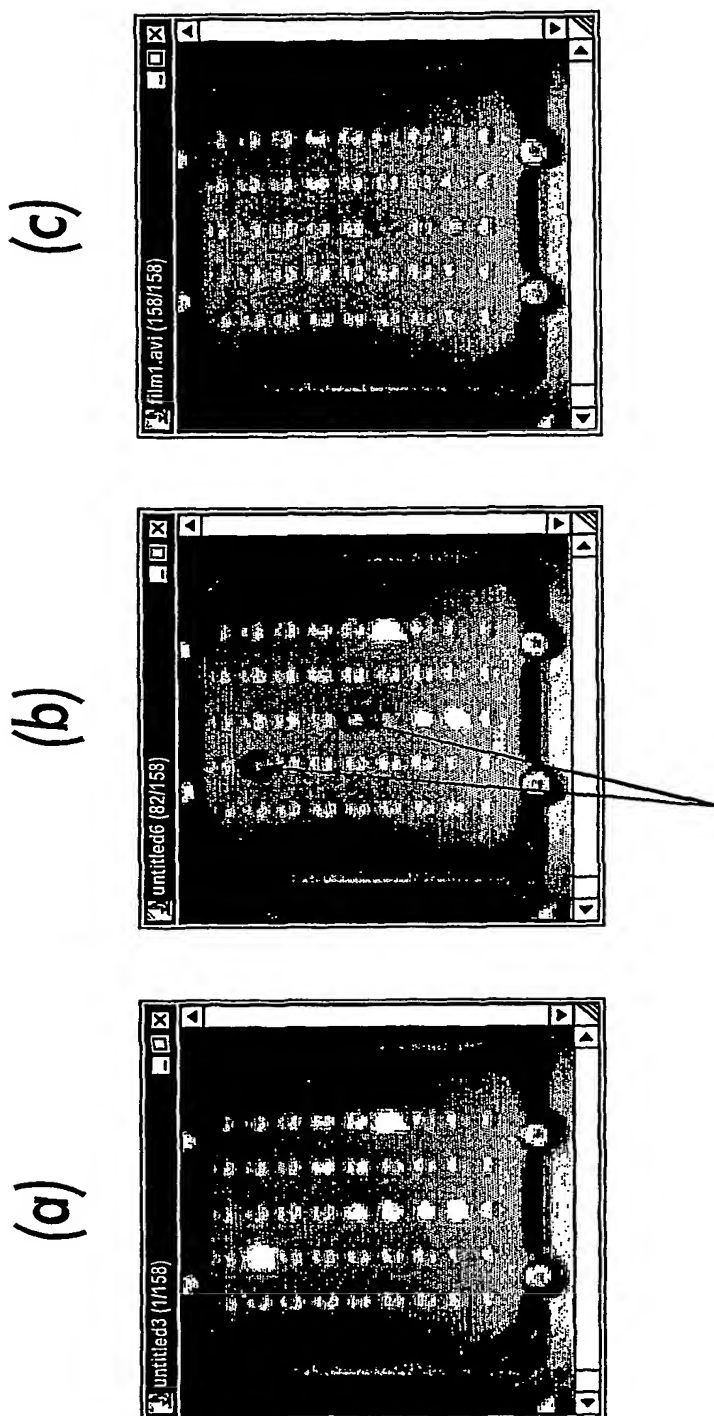 (a)
untitled3 (1/158)
(b)
untitled6 (82/158)
(c)
film1.avi (158/158)